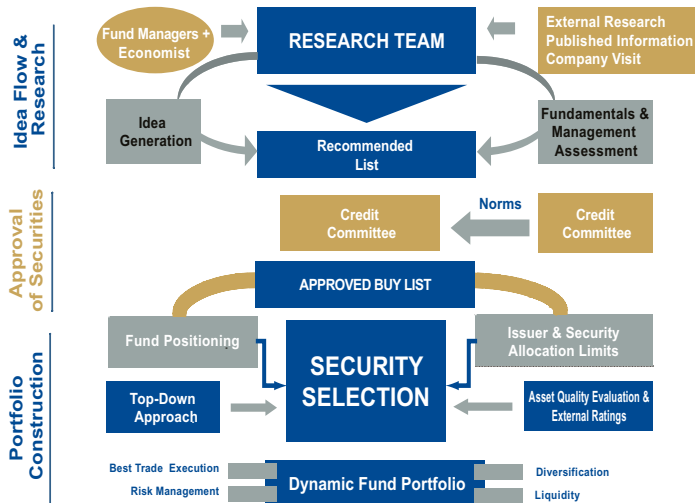 Idea Flow &
Research
Fund Managers +
Economist
RESEARCH TEAM
External Research
Published Information
Company Visit
Idea
Generation
Recommended
List
Fundamentals &
Management
Assessment
Approval
of Securities
Credit
Committee
Norms
Credit
Committee
APPROVED BUY LIST
Portfolio
Construction
Fund Positioning
SECURITY
SELECTION
Issuer & Security
Allocation Limits
Top-Down
Approach
Asset Quality Evaluation &
External Ratings
Best Trade Execution
Risk Management
Dynamic Fund Portfolio
Diversification
Liquidity